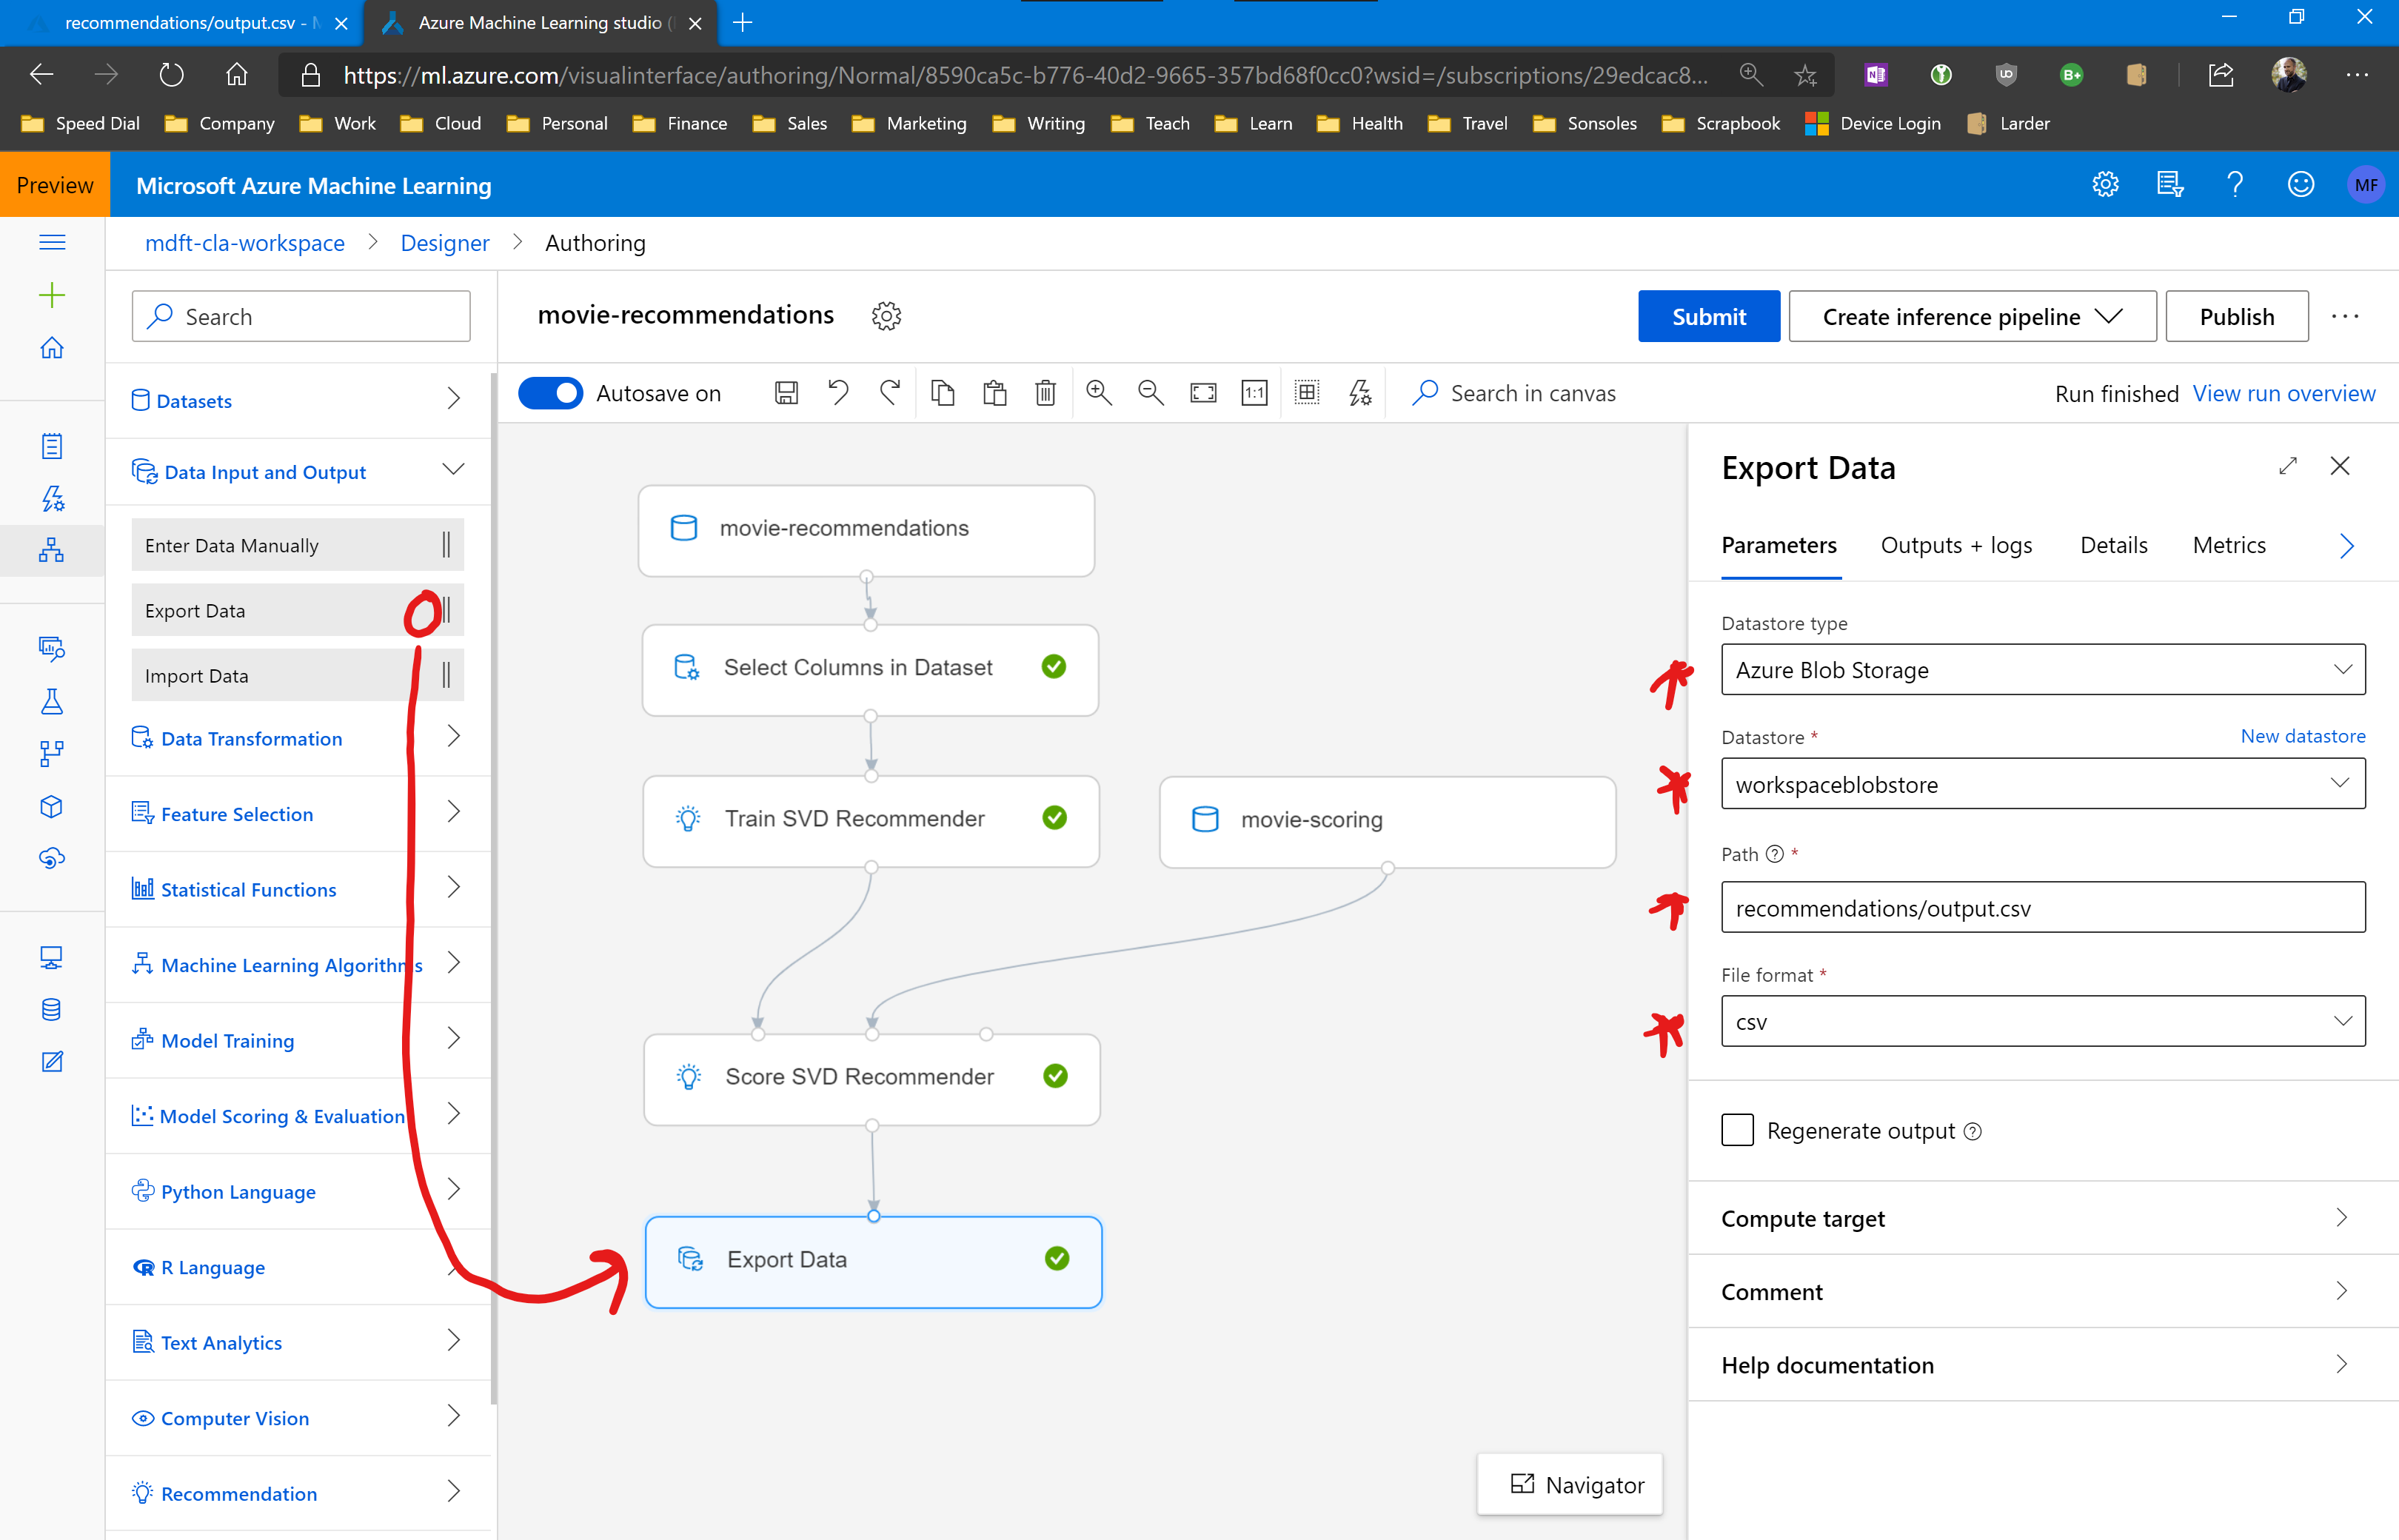 recommendations/output.csv - M
Azure Machine Learning studio (
https://ml.azure.com/visualinterface/authoring/Normal/8590ca5c-b776-40d2-9665-357bd68f0cc0?wsid=/subscriptions/29edcac8...
Speed Dial Company Work Cloud Personal Finance Sales Marketing Writing Teach Learn Health Travel Sonsoles Scrapbook Device Login Larder
Preview Microsoft Azure Machine Learning MF
mdft-cla-workspace > Designer > Authoring
Search
movie-recommendations
Submit Create inference pipeline Publish ...
Autosave on
1:1
Search in canvas
Run finished View run overview
Datasets
Data Input and Output
Enter Data Manually
Export Data
Import Data
Data Transformation
Feature Selection
Statistical Functions
Machine Learning Algorithms
Model Training
Model Scoring & Evaluation
Python Language
R Language
Text Analytics
Computer Vision
Recommendation
movie-recommendations
Select Columns in Dataset
Train SVD Recommender
movie-scoring
Score SVD Recommender
Export Data
Navigator
Export Data
Parameters Outputs + logs Details Metrics
Datastore type
Azure Blob Storage
Datastore * New datastore
workspaceblobstore
Path *
recommendations/output.csv
File format *
csv
Regenerate output
Compute target
Comment
Help documentation